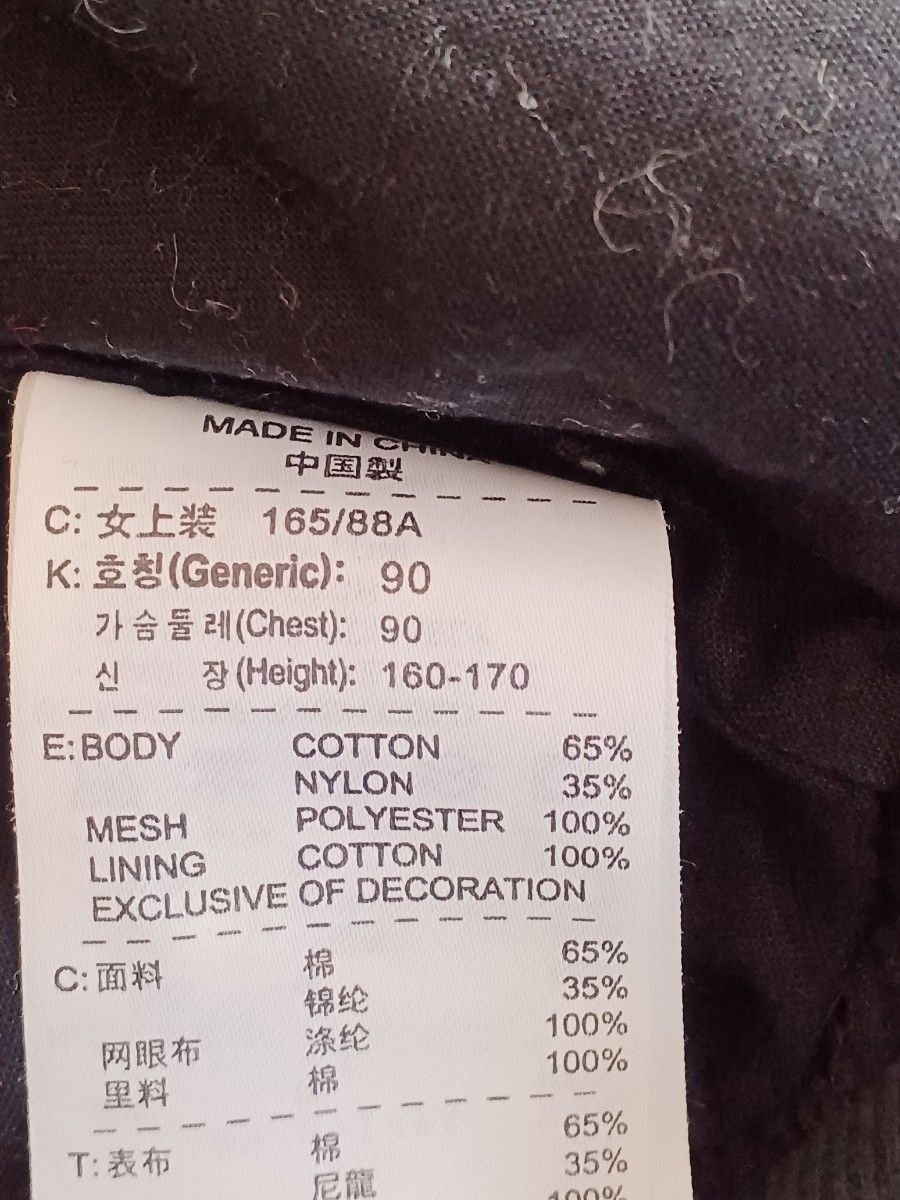 MADE IN CHINA
中国製
C: 女上装 165/88A
K: 호칭(Generic): 90
가슴둘레(Chest): 90
신 장(Height): 160-170
E:BODY COTTON 65%
NYLON 35%
MESH POLYESTER 100%
LINING COTTON 100%
EXCLUSIVE OF DECORATION
C: 面料 棉 65%
锦纶 35%
网眼布 涤纶 100%
里料 棉 100%
T: 表布 棉 65%
尼龍 35%
100%